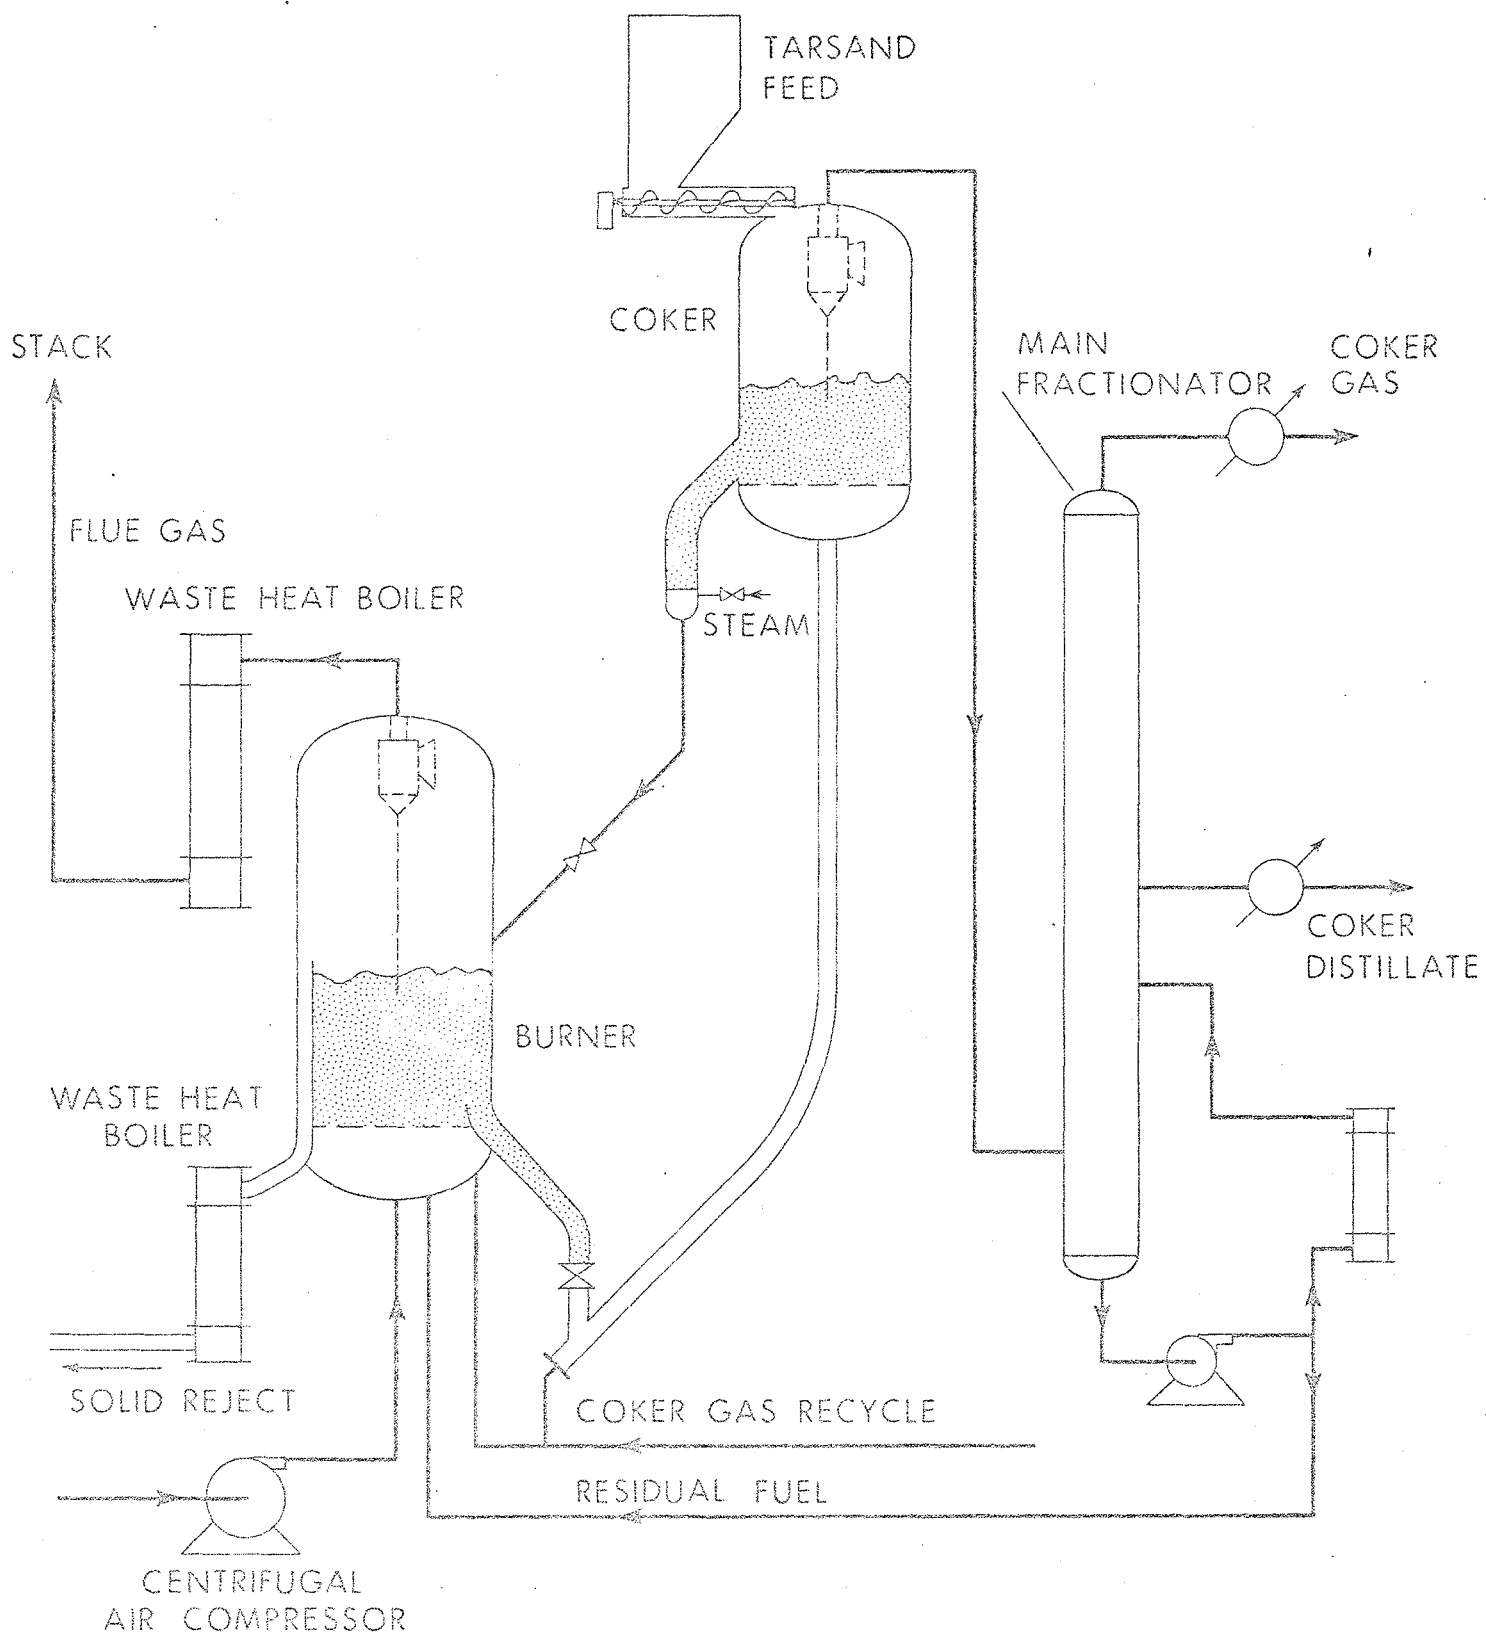 TARSAND
FEED
COKER
STACK
MAIN
FRACTIONATOR
COKER
GAS
FLUE GAS
WASTE HEAT BOILER
STEAM
COKER
DISTILLATE
BURNER
WASTE HEAT
BOILER
SOLID REJECT
COKER GAS RECYCLE
RESIDUAL FUEL
CENTRIFUGAL
AIR COMPRESSOR